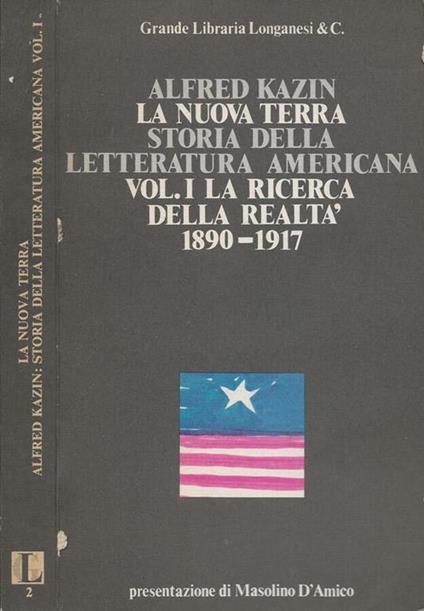 Grande Libraria Longanesi & C.
ALFRED KAZIN
LA NUOVA TERRA
STORIA DELLA
LETTERATURA AMERICANA
VOL. I LA RICERCA
DELLA REALTA'
1890-1917
presentazione di Masolino D'Amico
LA NUOVA TERRA
ALFRED KAZIN: STORIA DELLA LETTERATURA AMERICANA VOL. I -
L
2